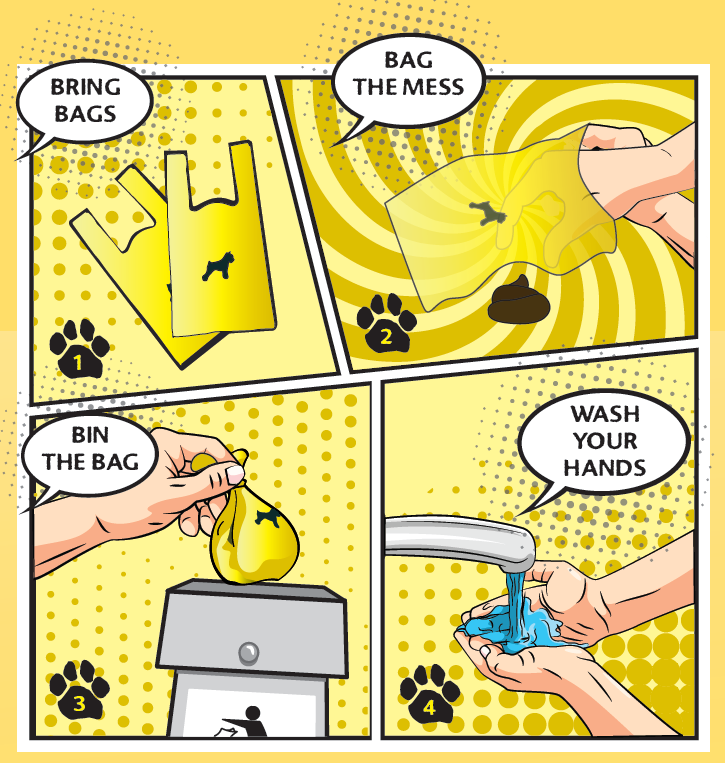 BRING
BAGS
1
BAG
THE MESS
2
BIN
THE BAG
3
WASH
YOUR
HANDS
4